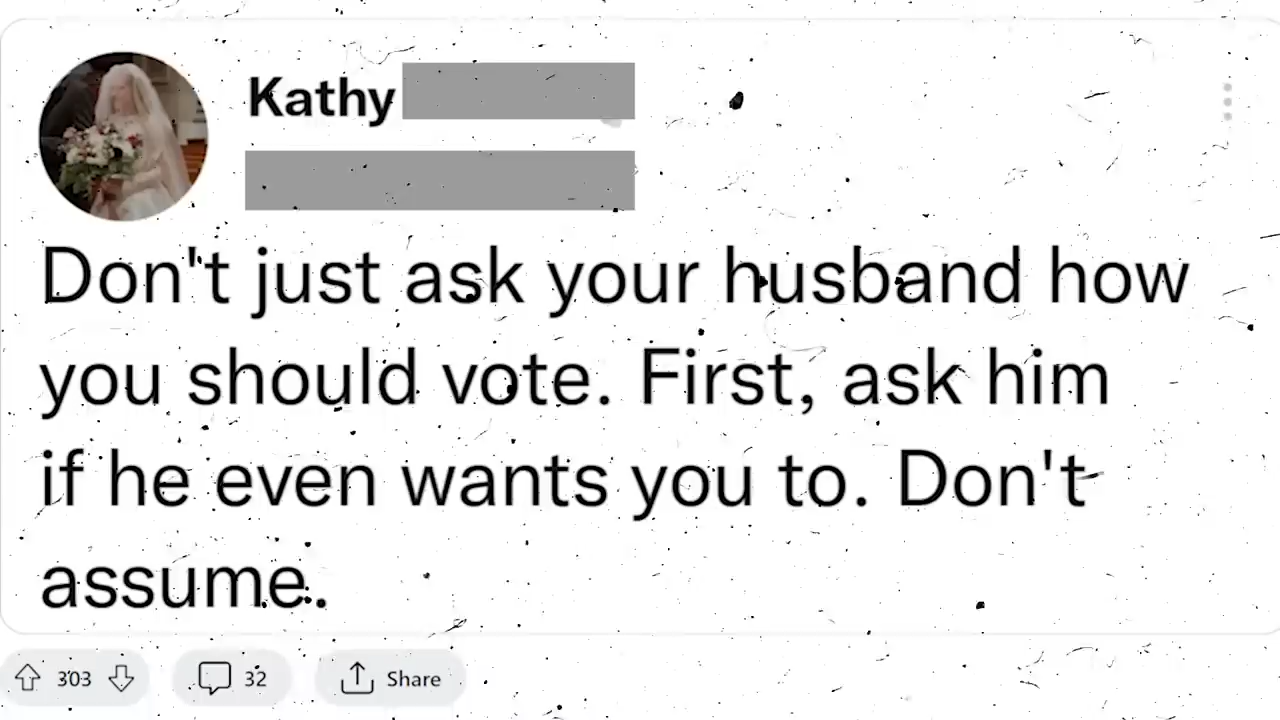 Kathy
Don't just ask your husband how
you should vote. First, ask him
if he even wants you to. Don't
assume.
303
32
Share